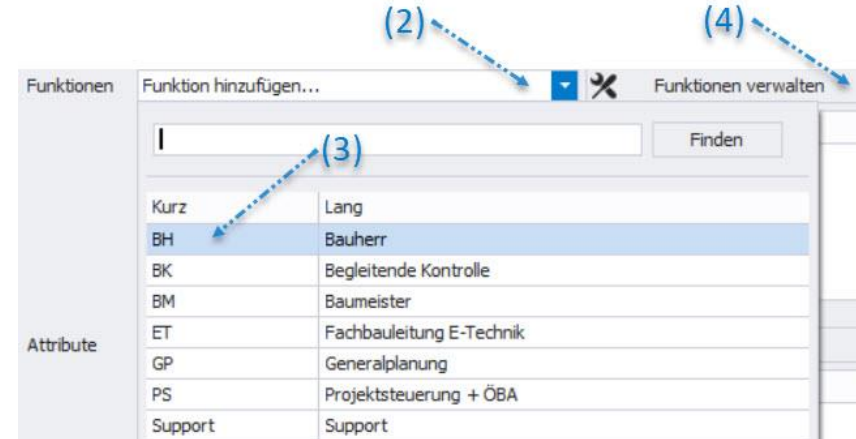 (2) (4)
Funktionen Funktion hinzufügen... Funktionen verwalten
Finden
(3)
Kurz Lang
BH Bauherr
BK Begleitende Kontrolle
BM Baumeister
ET Fachbauleitung E-Technik
Attribute
GP Generalplanung
PS Projektsteuerung + ÖBA
Support Support